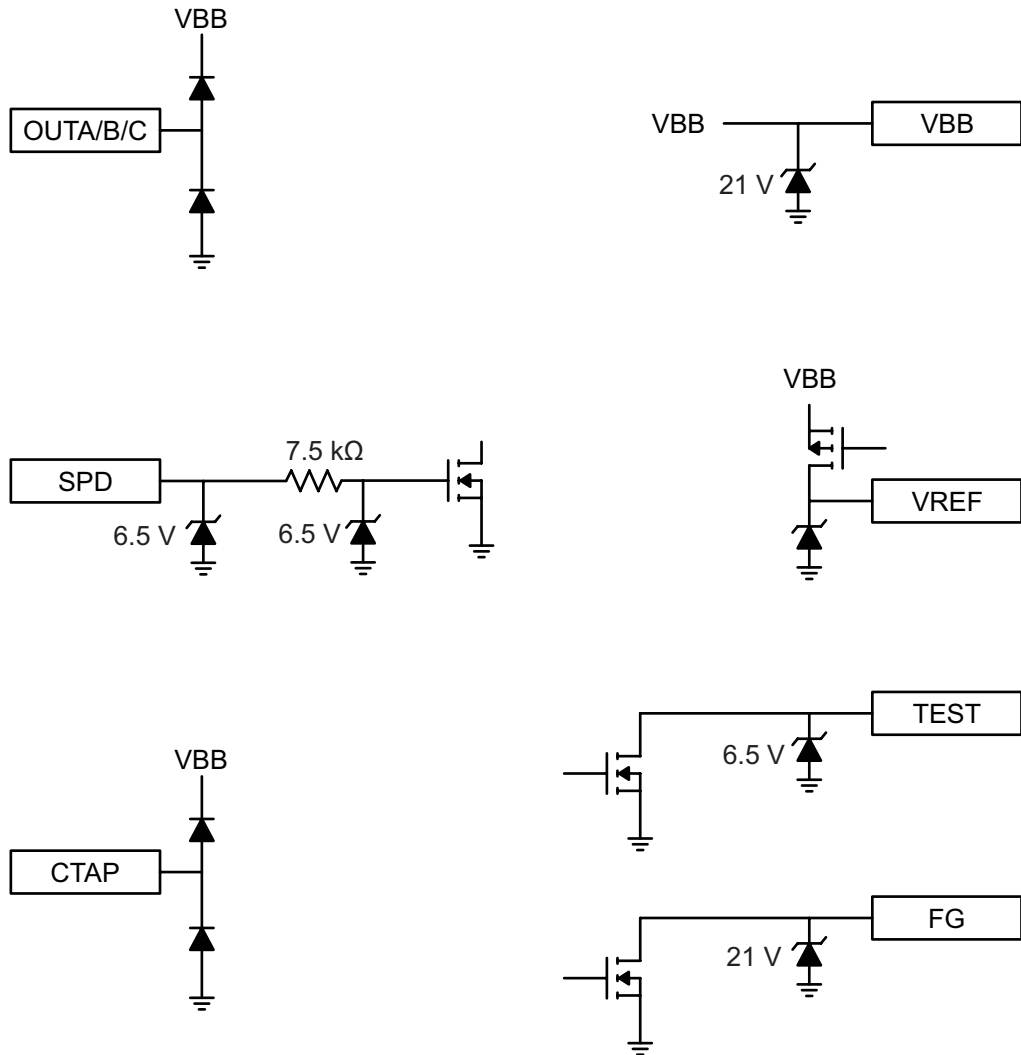 VBB
OUTA/B/C
VBB
VBB
21 V
VBB
7.5 kΩ
SPD
VREF
6.5 V
6.5 V
TEST
6.5 V
VBB
CTAP
FG
21 V